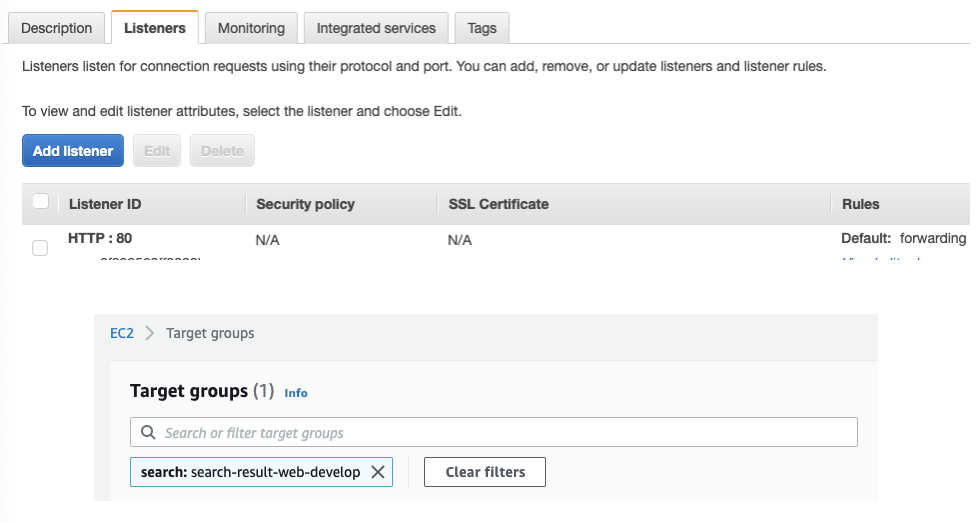 Description Listeners Monitoring Integrated services Tags
Listeners listen for connection requests using their protocol and port. You can add, remove, or update listeners and listener rules.
To view and edit listener attributes, select the listener and choose Edit.
Add listener Edit Delete
Listener ID Security policy SSL Certificate Rules
HTTP : 80 N/A N/A Default: forwarding
EC2 > Target groups
Target groups (1) Info
Search or filter target groups
search: search-result-web-develop Clear filters